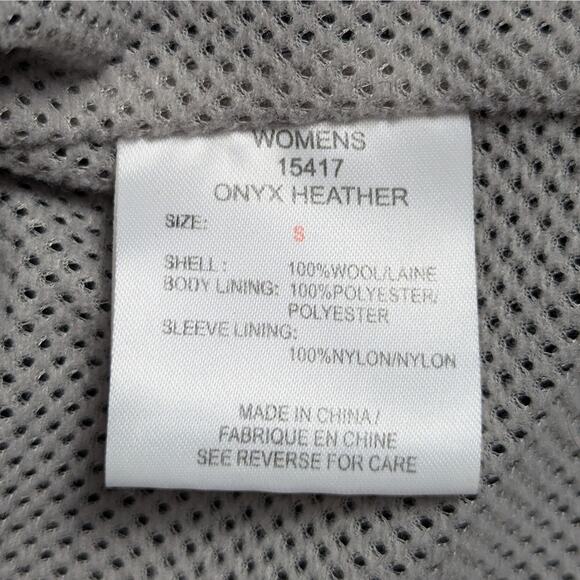 WOMENS
15417
ONYX HEATHER
SIZE: S
SHELL: 100%WOOL/LAINE
BODY LINING: 100%POLYESTER/
POLYESTER
SLEEVE LINING:
100%NYLON/NYLON
MADE IN CHINA/
FABRIQUE EN CHINE
SEE REVERSE FOR CARE